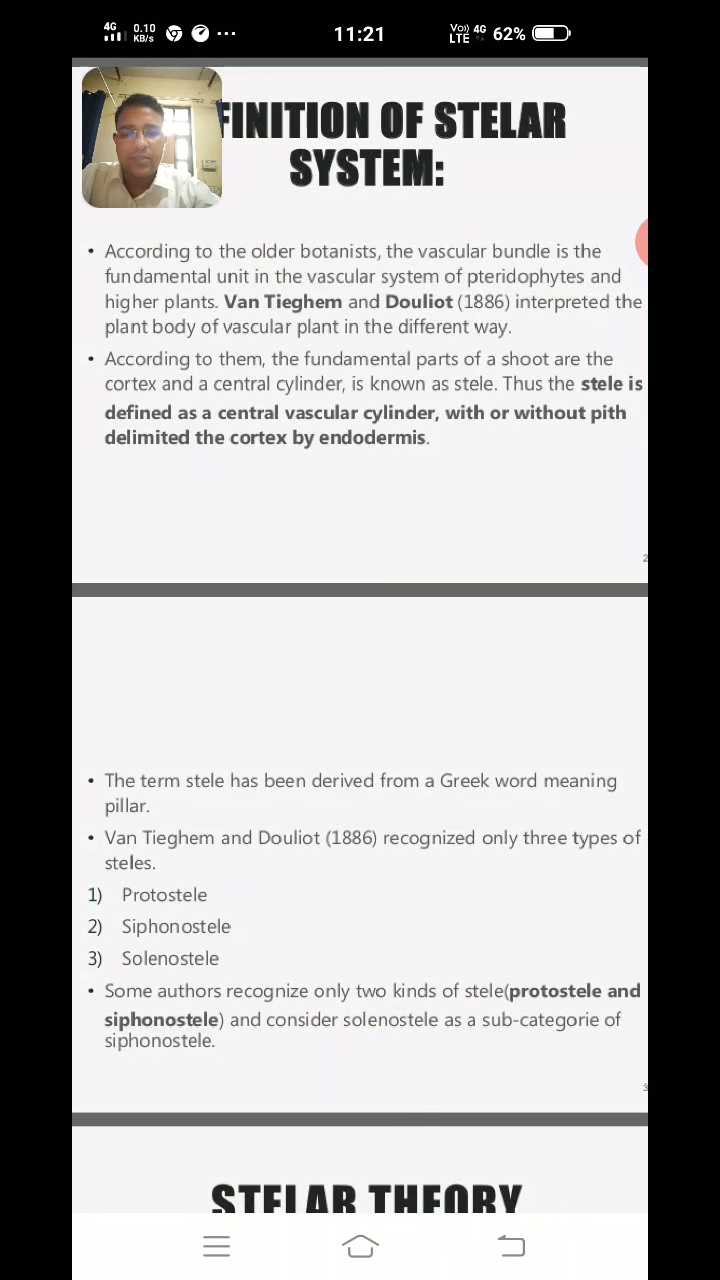 4G 0.10 KB/s ... 11:21 Vo) LTE 4G 62%
FINITION OF STELAR
SYSTEM:
• According to the older botanists, the vascular bundle is the
fundamental unit in the vascular system of pteridophytes and
higher plants. Van Tieghem and Douliot (1886) interpreted the
plant body of vascular plant in the different way.
• According to them, the fundamental parts of a shoot are the
cortex and a central cylinder, is known as stele. Thus the stele is
defined as a central vascular cylinder, with or without pith
delimited the cortex by endodermis.
2
• The term stele has been derived from a Greek word meaning
pillar.
• Van Tieghem and Douliot (1886) recognized only three types of
steles.
1) Protostele
2) Siphonostele
3) Solenostele
• Some authors recognize only two kinds of stele(protostele and
siphonostele) and consider solenostele as a sub-categorie of
siphonostele.
3
STELAR THEORY